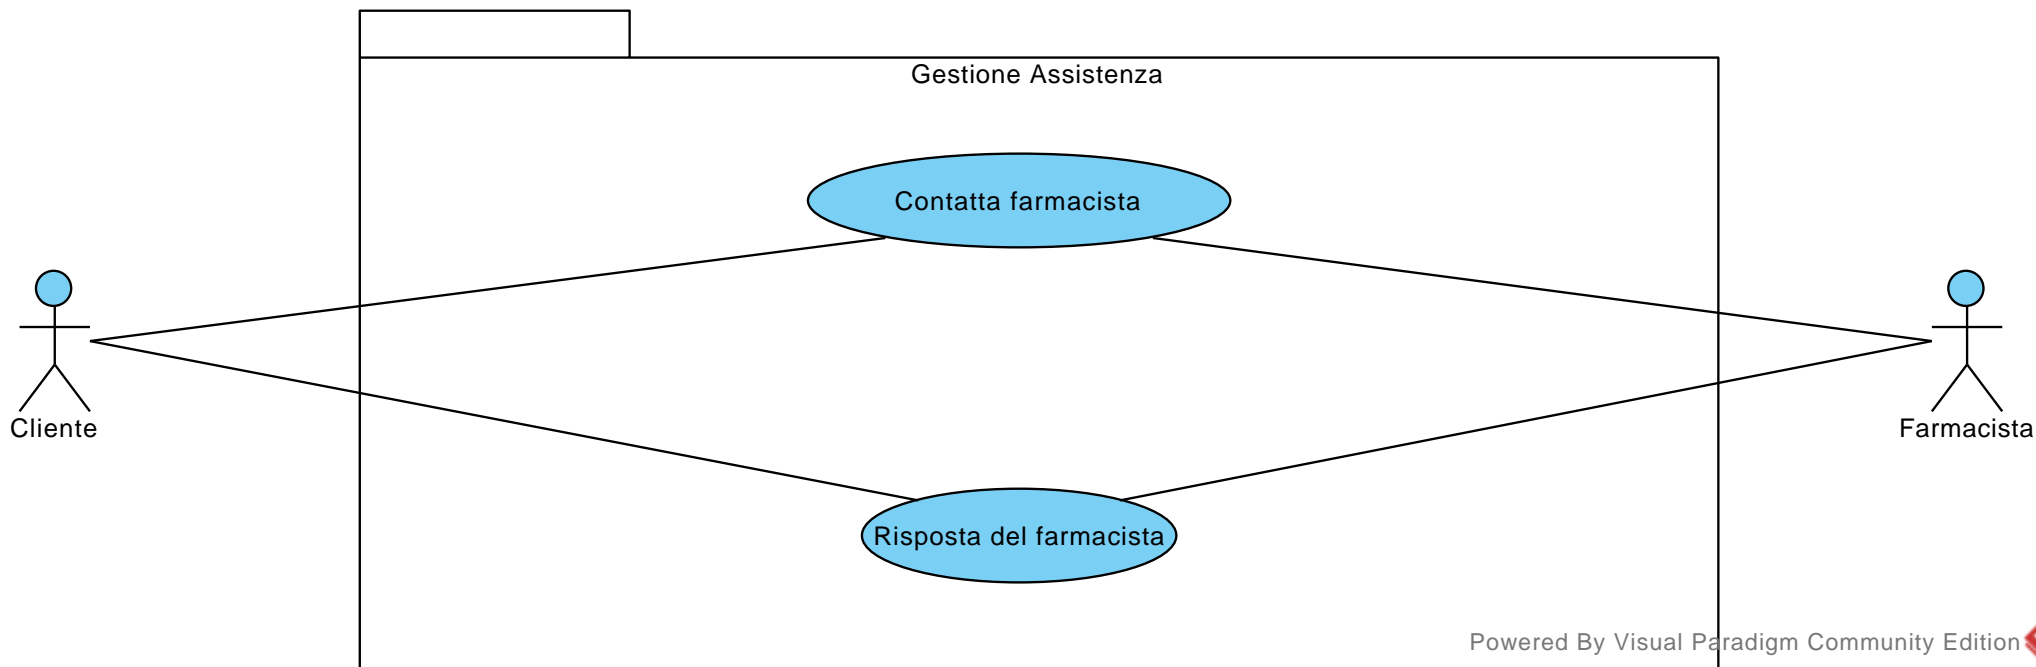 Gestione Assistenza
Contatta farmacista
Cliente
Farmacista
Risposta del farmacista
Powered By Visual Paradigm Community Edition